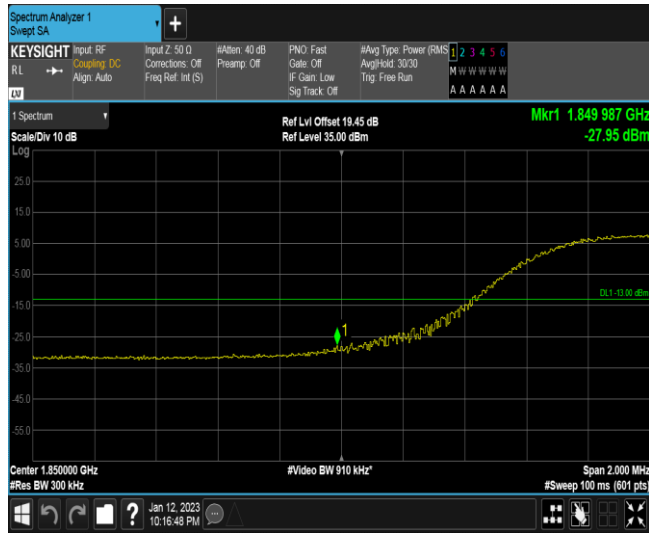 Spectrum Analyzer 1
Swept SA
+
KEYSIGHT
RL
LXI
Input: RF
Coupling: DC
Align: Auto
Input Z: 50 Ω
Corrections: Off
Freq Ref: Int (S)
#Atten: 40 dB
Preamp: Off
PNO: Fast
Gate: Off
IF Gain: Low
Sig Track: Off
#Avg Type: Power (RMS
Avg|Hold: 30/30
Trig: Free Run
1 2 3 4 5 6
M W W W W W
A A A A A A
1 Spectrum
Scale/Div 10 dB
Ref Lvl Offset 19.45 dB
Ref Level 35.00 dBm
Mkr1 1.849 987 GHz
-27.95 dBm
Log
25.0
15.0
5.00
-5.00
-15.0
-25.0
-35.0
-45.0
-55.0
DL1 -13.00 dBm
1
Center 1.850000 GHz
#Res BW 300 kHz
#Video BW 910 kHz*
Span 2.000 MHz
#Sweep 100 ms (601 pts)
?
Jan 12, 2023
10:16:48 PM